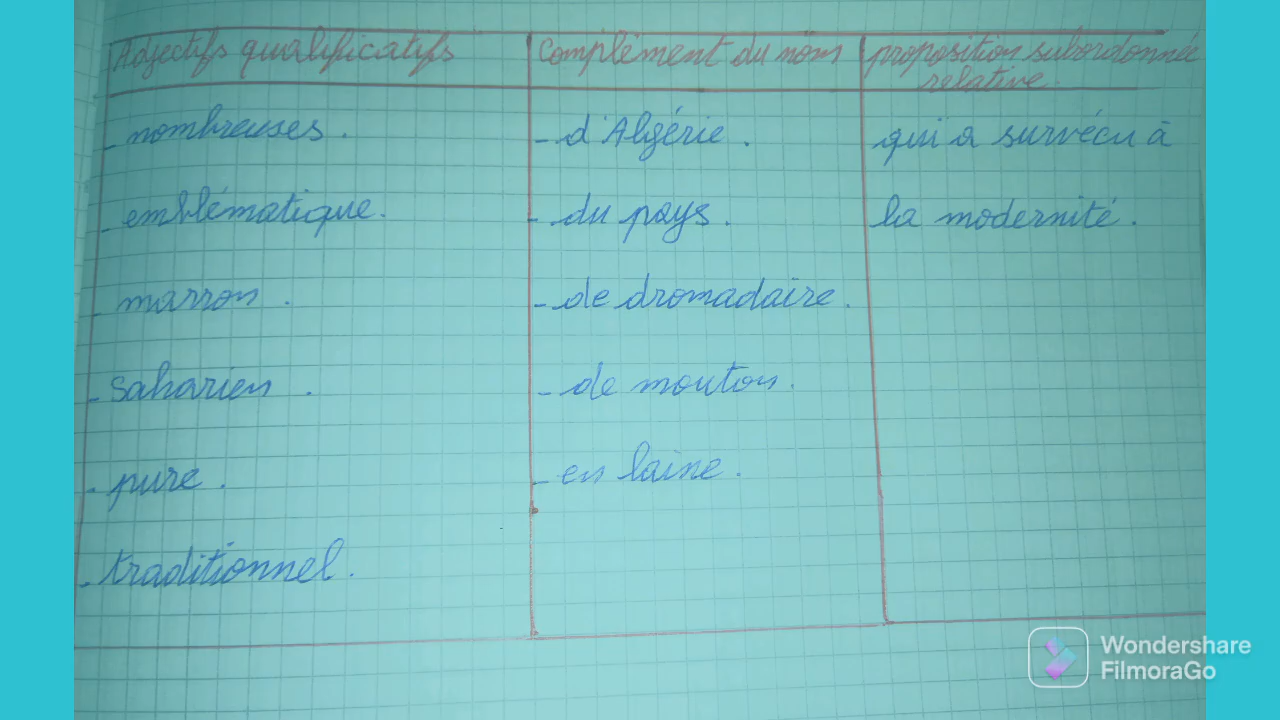 Adjectifs qualificatifs
Complément du nom
proposition subordonnée
relative.
- nombreuses.
- d'Algérie.
qui a survécu à
- emblématique.
- du pays.
la modernité.
- marron.
- de dromadaire.
- saharien.
- de mouton.
- pure.
- en laine.
- traditionnel.
Wondershare
FilmoraGo